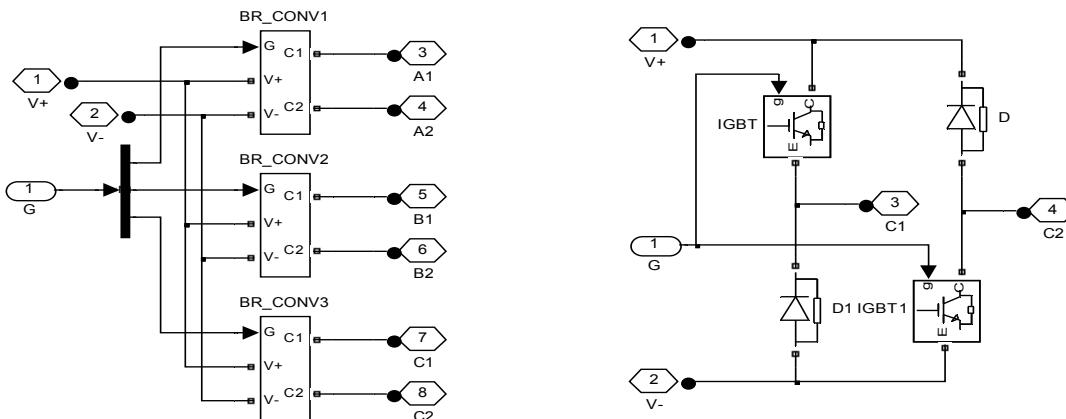 BR_CONV1
G
C1
V+
C2
V-
1
V+
2
V-
3
A1
4
A2
BR_CONV2
G
C1
V+
C2
V-
1
G
5
B1
6
B2
BR_CONV3
G
C1
V+
C2
V-
7
C1
8
C2
1
V+
g
C
E
IGBT
D
3
C1
4
C2
1
G
g
C
E
D1 IGBT1
2
V-